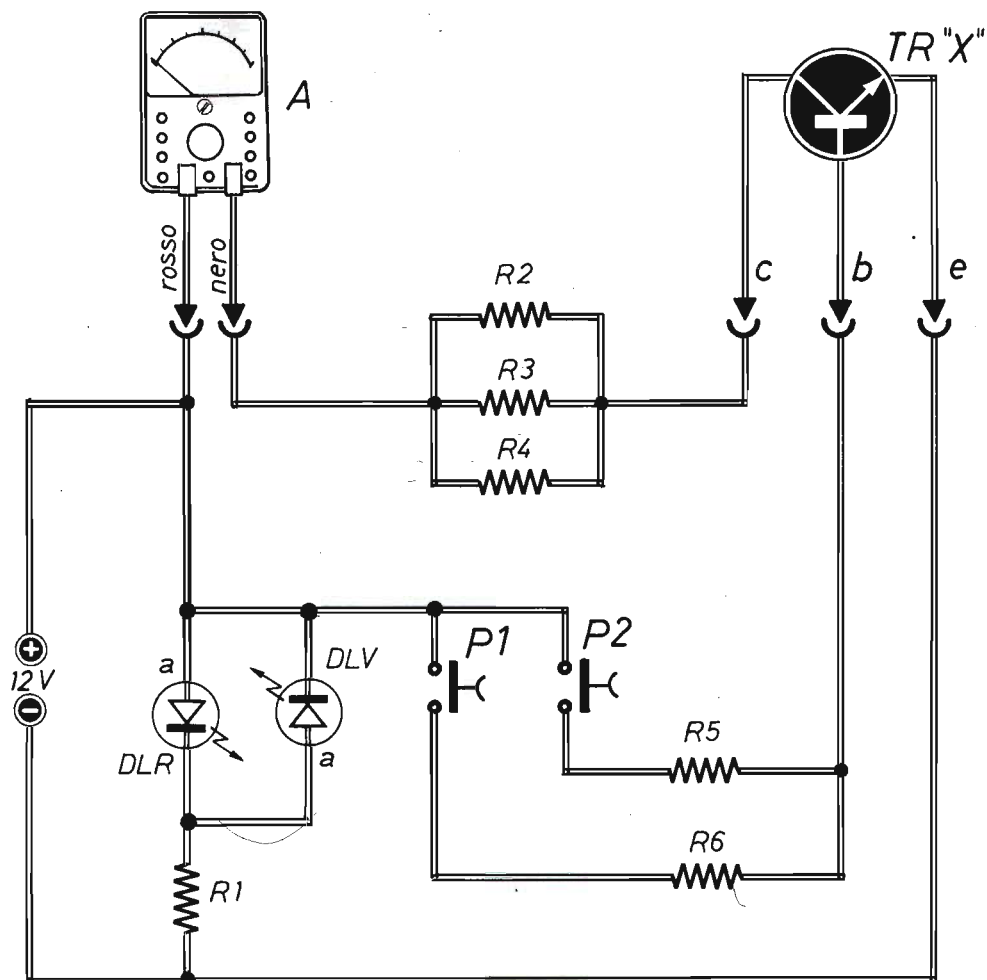 TR "X"
A
rosso
nero
c
b
e
R2
R3
R4
+
12 V
-
a
DLR
DLV
a
P1
P2
R5
R6
R1